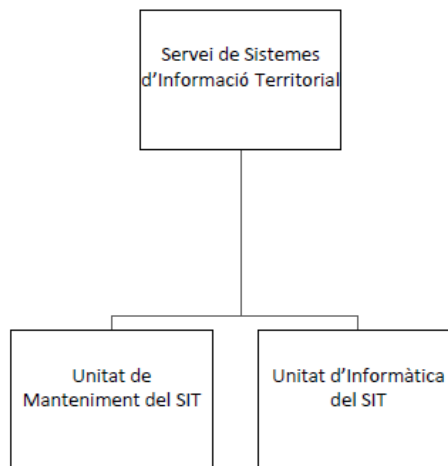 Servei de Sistemes
d'Informació Territorial
Unitat de
Manteniment del SIT
Unitat d'Informàtica
del SIT